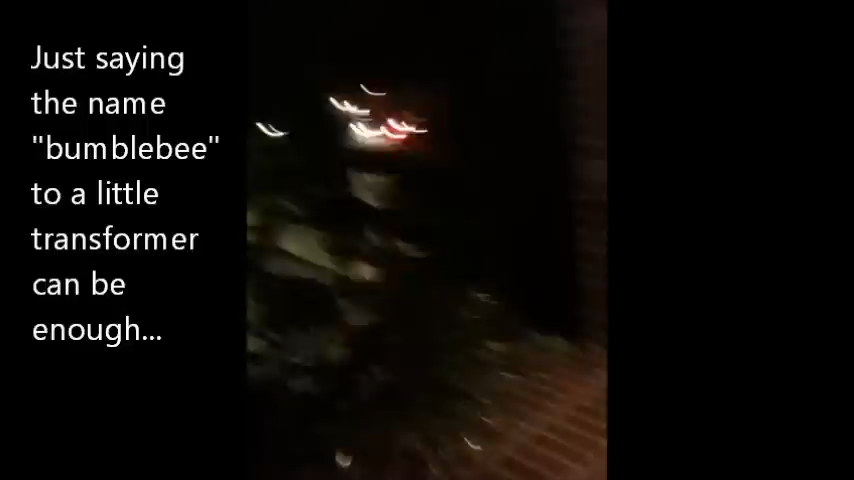 Just saying
the name
"bumblebee"
to a little
transformer
can be
enough...